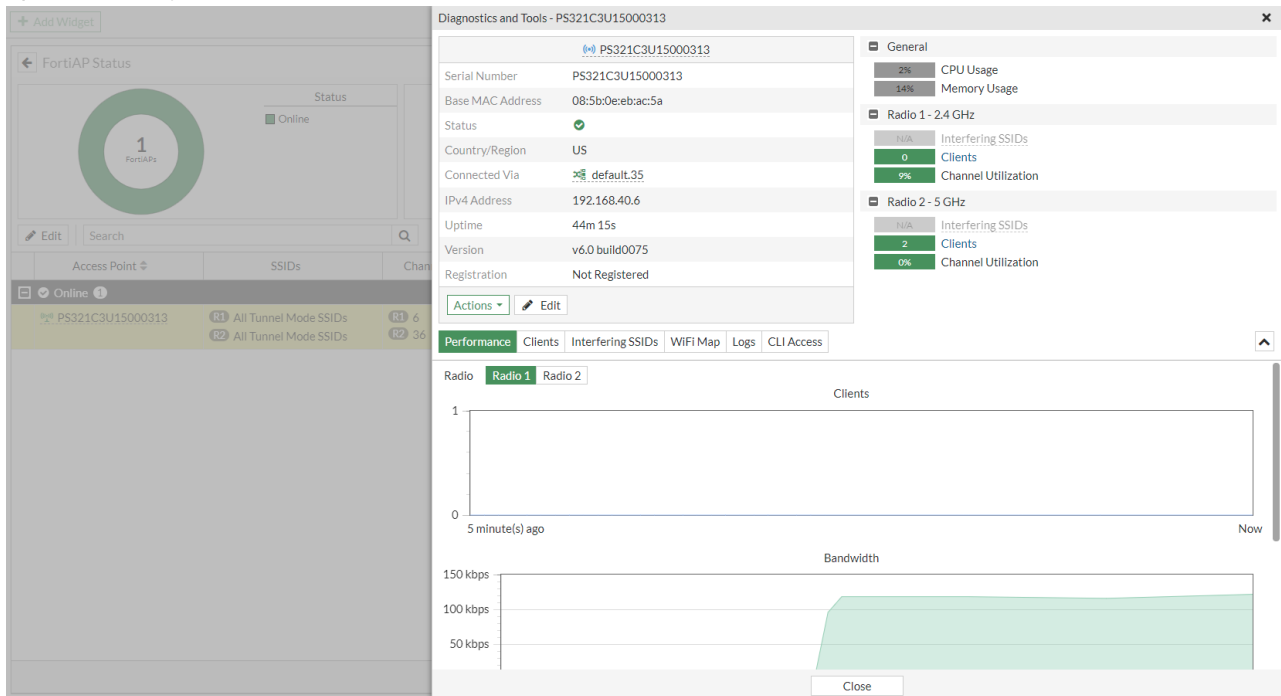 + Add Widget
FortiAP Status
1
FortiAPs
Status
Online
Edit
Search
Access Point
SSIDs
Chan
Online 1
PS321C3U15000313
R1 All Tunnel Mode SSIDs
R1 6
R2 All Tunnel Mode SSIDs
R2 36
Diagnostics and Tools - PS321C3U15000313
PS321C3U15000313
Serial Number PS321C3U15000313
Base MAC Address 08:5b:0e:eb:ac:5a
Status
Country/Region US
Connected Via default.35
IPv4 Address 192.168.40.6
Uptime 44m 15s
Version v6.0 build0075
Registration Not Registered
Actions
Edit
General
2% CPU Usage
14% Memory Usage
Radio 1 - 2.4 GHz
N/A Interfering SSIDs
0 Clients
9% Channel Utilization
Radio 2 - 5 GHz
N/A Interfering SSIDs
2 Clients
0% Channel Utilization
Performance Clients Interfering SSIDs WiFi Map Logs CLI Access
Radio Radio 1 Radio 2
Clients
1
0
5 minute(s) ago
Now
Bandwidth
150 kbps
100 kbps
50 kbps
Close